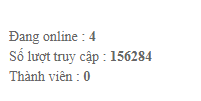 Đang online : 4
Số lượt truy cập : 156284
Thành viên : 0